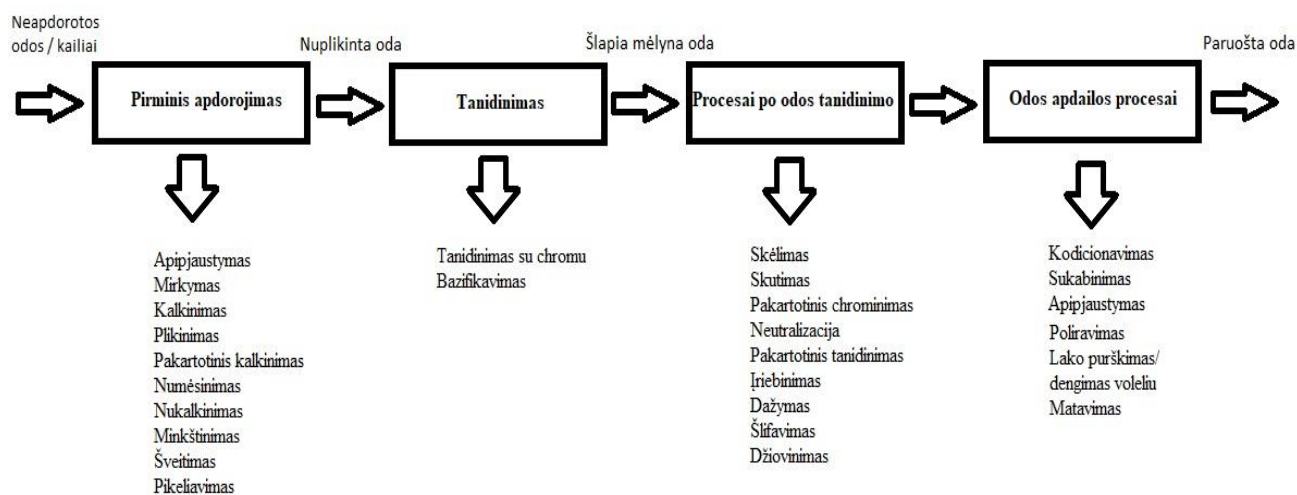 Neapdorotos
odos / kailiai
Nuplikinta oda
Šlapia mėlyna oda
Paruošta oda
Pirminis apdorojimas
Tanidinimas
Procesai po odos tanidinimo
Odos apdailos procesai
Apipjaustymas
Mirkymas
Kalkinimas
Plikinimas
Pakartotinis kalkinimas
Numėsinimas
Nukalkinimas
Minkštinimas
Šveitimas
Pikeliavimas
Tanidinimas su chromu
Bazifikavimas
Skėlimas
Skutimas
Pakartotinis chrominimas
Neutralizacija
Pakartotinis tanidinimas
Įriebinimas
Dažymas
Šlifavimas
Džiovinimas
Kodicionavimas
Sukabinimas
Apipjaustymas
Poliravimas
Lako purškimas/
dengimas voleliu
Matavimas